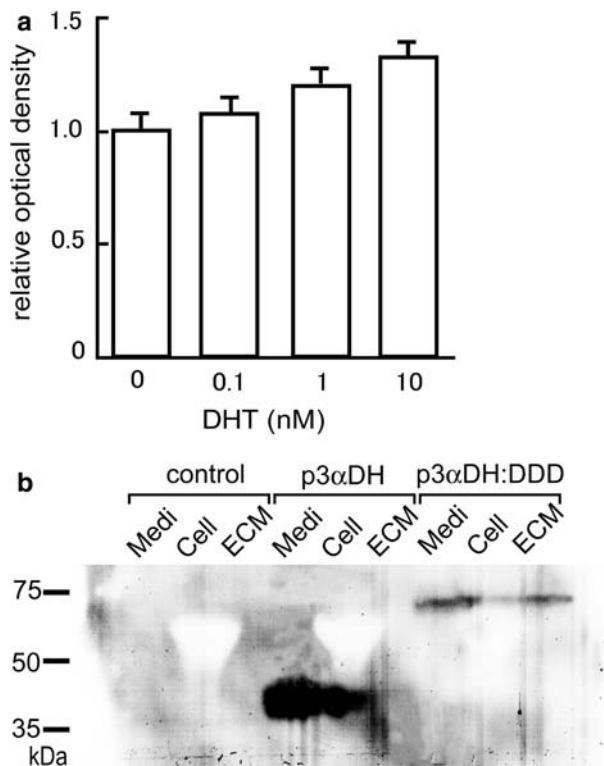 a
relative optical density
1.5
1.0
0.5
0
0 0.1 1 10
DHT (nM)
b
control p3αDH p3αDH:DDD
Medi Cell ECM Medi Cell ECM Medi Cell ECM
75
50
35
kDa